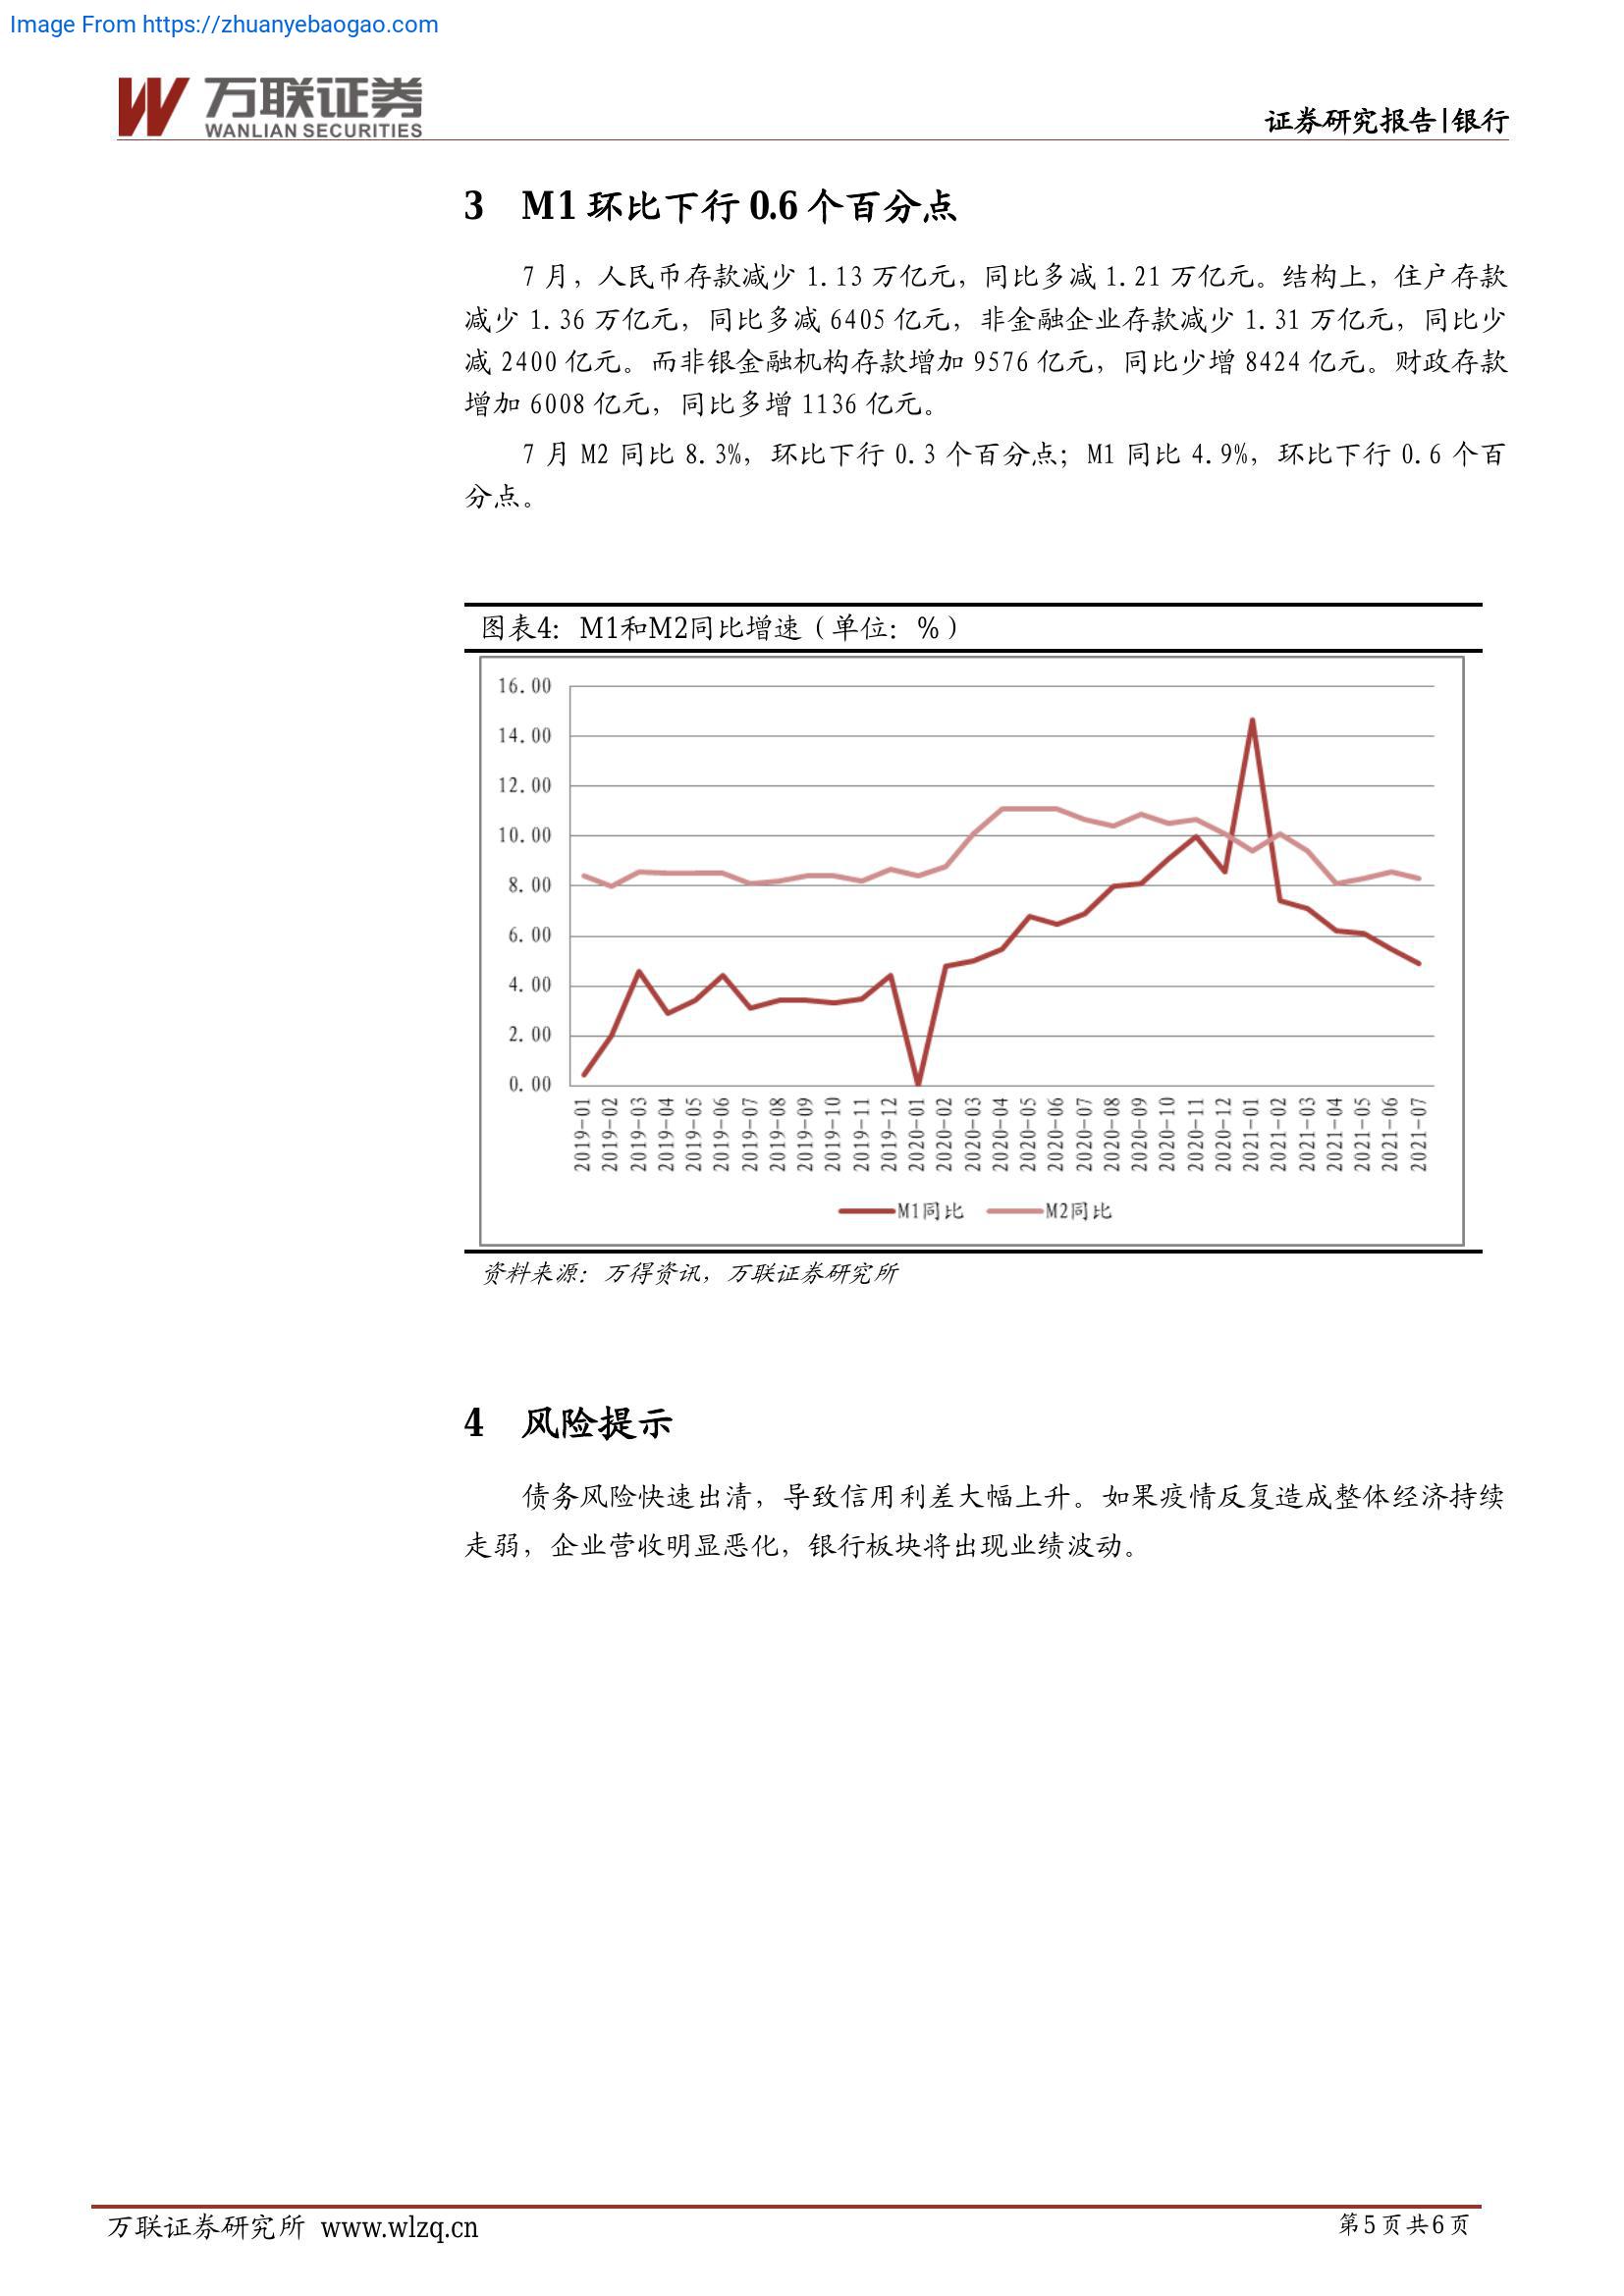 Image From https://zhuanyebaogao.com
万联证券
WANLIAN SECURITIES
证券研究报告|银行
3 M1 环比下行 0.6 个百分点
7 月，人民币存款减少 1.13 万亿元，同比多减 1.21 万亿元。结构上，住户存款
减少 1.36 万亿元，同比多减 6405 亿元，非金融企业存款减少 1.31 万亿元，同比少
减 2400 亿元。而非银金融机构存款增加 9576 亿元，同比少增 8424 亿元。财政存款
增加 6008 亿元，同比多增 1136 亿元。
7 月 M2 同比 8.3%，环比下行 0.3 个百分点；M1 同比 4.9%，环比下行 0.6 个百
分点。
图表4：M1和M2同比增速（单位：%）
16.00
14.00
12.00
10.00
8.00
6.00
4.00
2.00
0.00
2019-01
2019-02
2019-03
2019-04
2019-05
2019-06
2019-07
2019-08
2019-09
2019-10
2019-11
2019-12
2020-01
2020-02
2020-03
2020-04
2020-05
2020-06
2020-07
2020-08
2020-09
2020-10
2020-11
2020-12
2021-01
2021-02
2021-03
2021-04
2021-05
2021-06
2021-07
M1同比 M2同比
资料来源：万得资讯，万联证券研究所
4 风险提示
债务风险快速出清，导致信用利差大幅上升。如果疫情反复造成整体经济持续
走弱，企业营收明显恶化，银行板块将出现业绩波动。
万联证券研究所 www.wlzq.cn
第 5 页 共 6 页